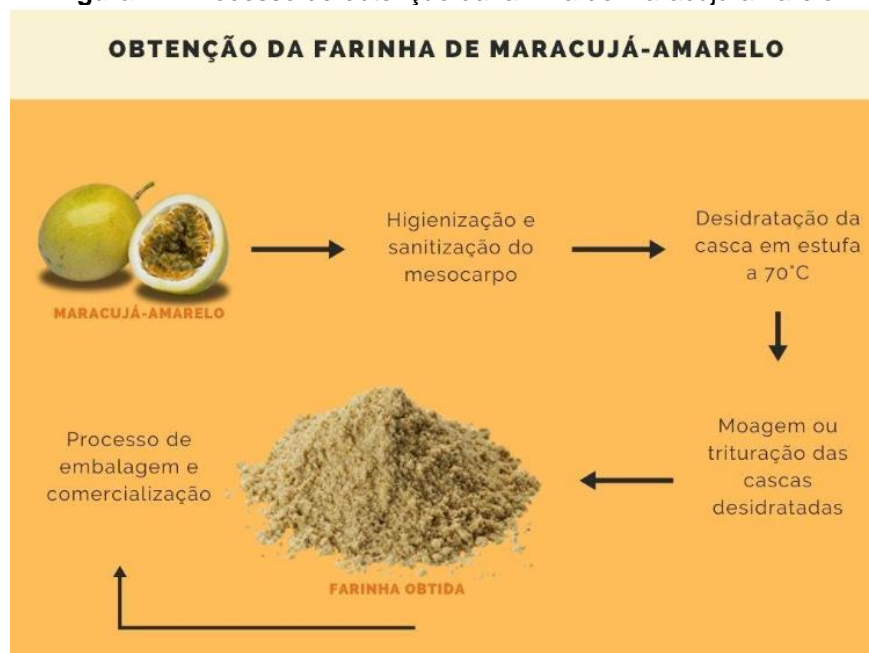 OBTENÇÃO DA FARINHA DE MARACUJÁ-AMARELO
MARACUJÁ-AMARELO
Higienização e
sanitização do
mesocarpo
Desidratação da
casca em estufa
a 70°C
Moagem ou
trituração das
cascas
desidratadas
FARINHA OBTIDA
Processo de
embalagem e
comercialização